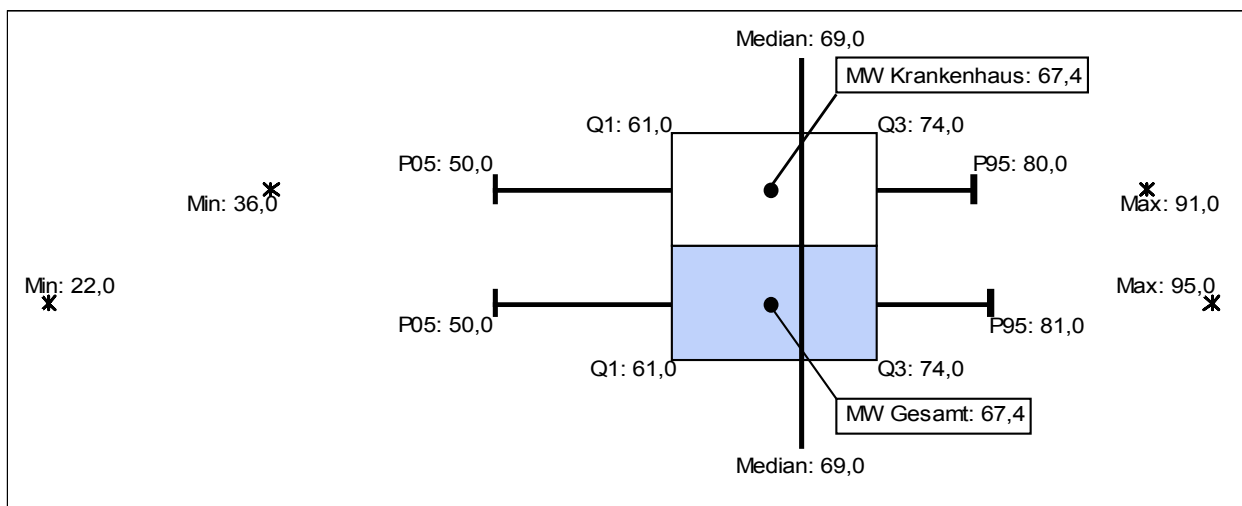 Median: 69,0
MW Krankenhaus: 67,4
Q1: 61,0
Q3: 74,0
P05: 50,0
P95: 80,0
Min: 36,0
Max: 91,0
Min: 22,0
Max: 95,0
P05: 50,0
P95: 81,0
Q1: 61,0
Q3: 74,0
MW Gesamt: 67,4
Median: 69,0